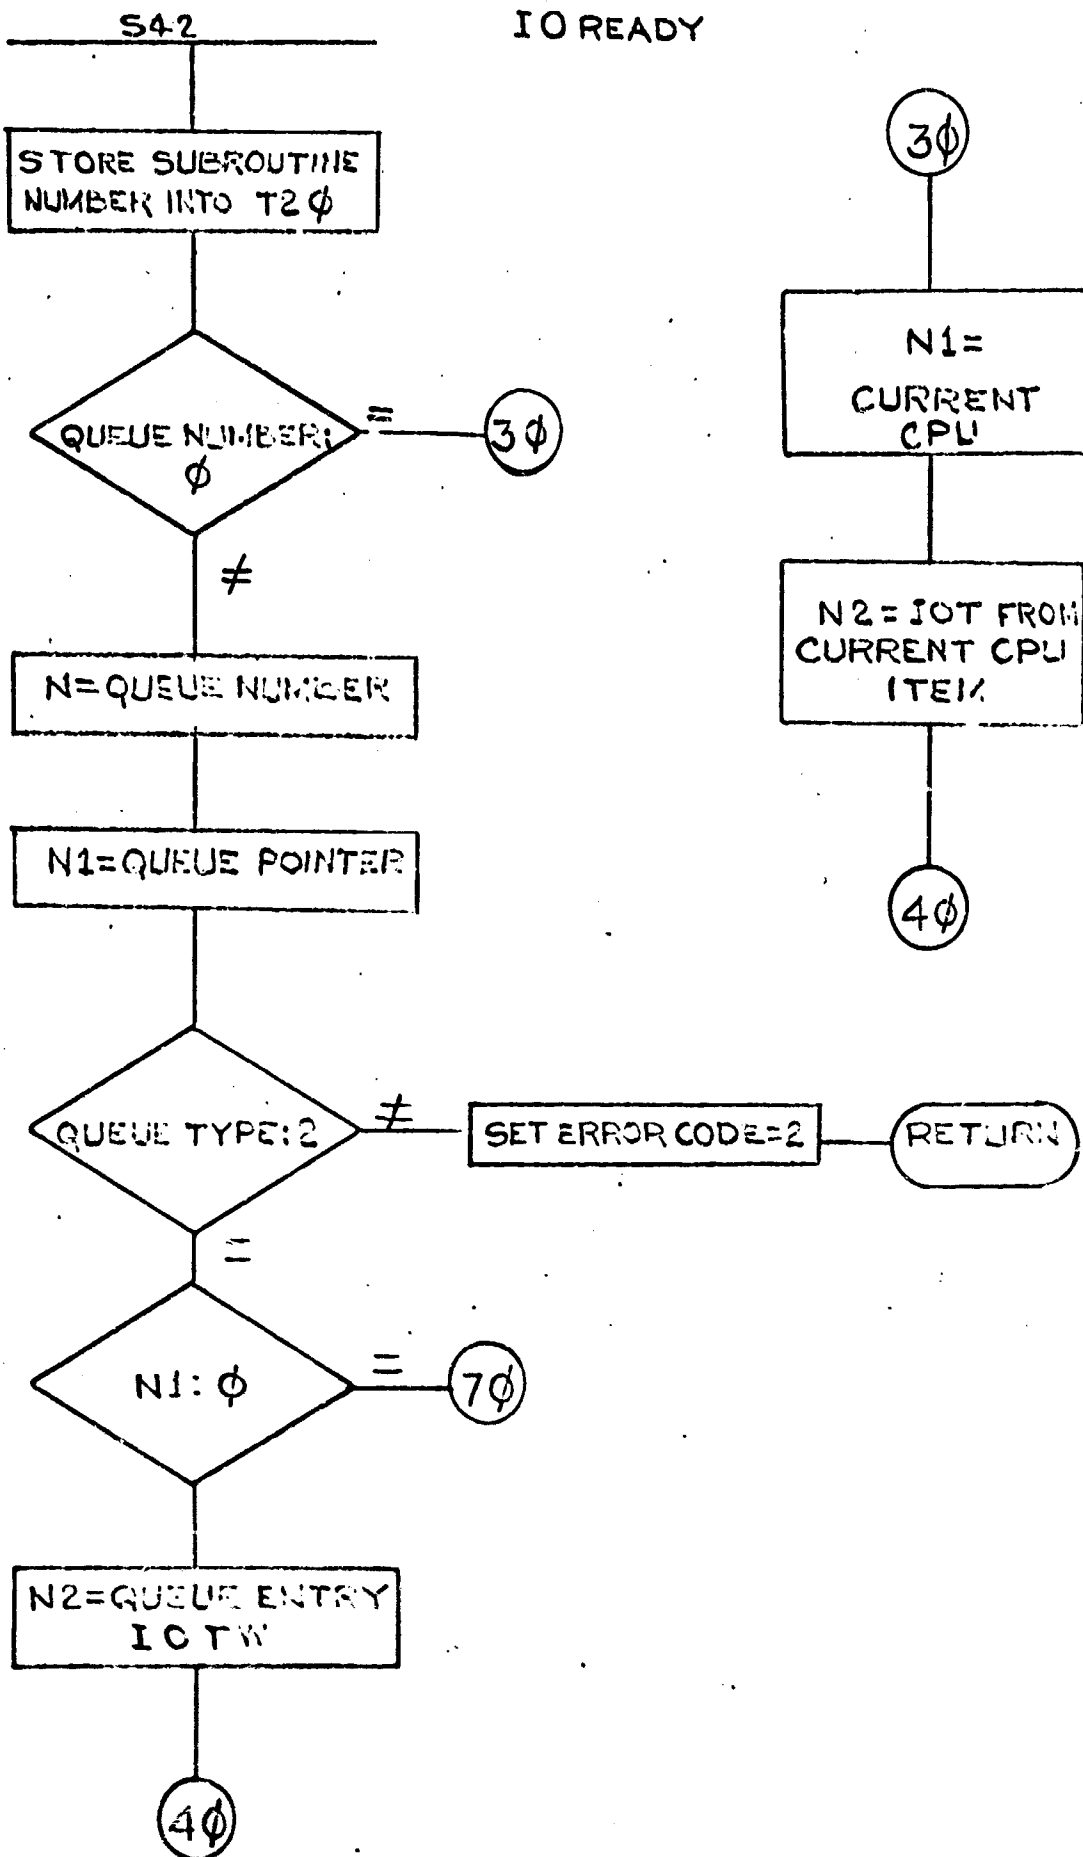 S42
IO READY
STORE SUBROUTINE
NUMBER INTO T2Ø
QUEUE NUMBER:
Ø
=
3Ø
≠
N=QUEUE NUMBER
N1=QUEUE POINTER
QUEUE TYPE:2
≠
SET ERROR CODE=2
RETURN
=
N1:Ø
=
7Ø
N2=QUEUE ENTRY
IOTW
4Ø
3Ø
N1=
CURRENT
CPU
N2=IOT FROM
CURRENT CPU
ITEM
4Ø